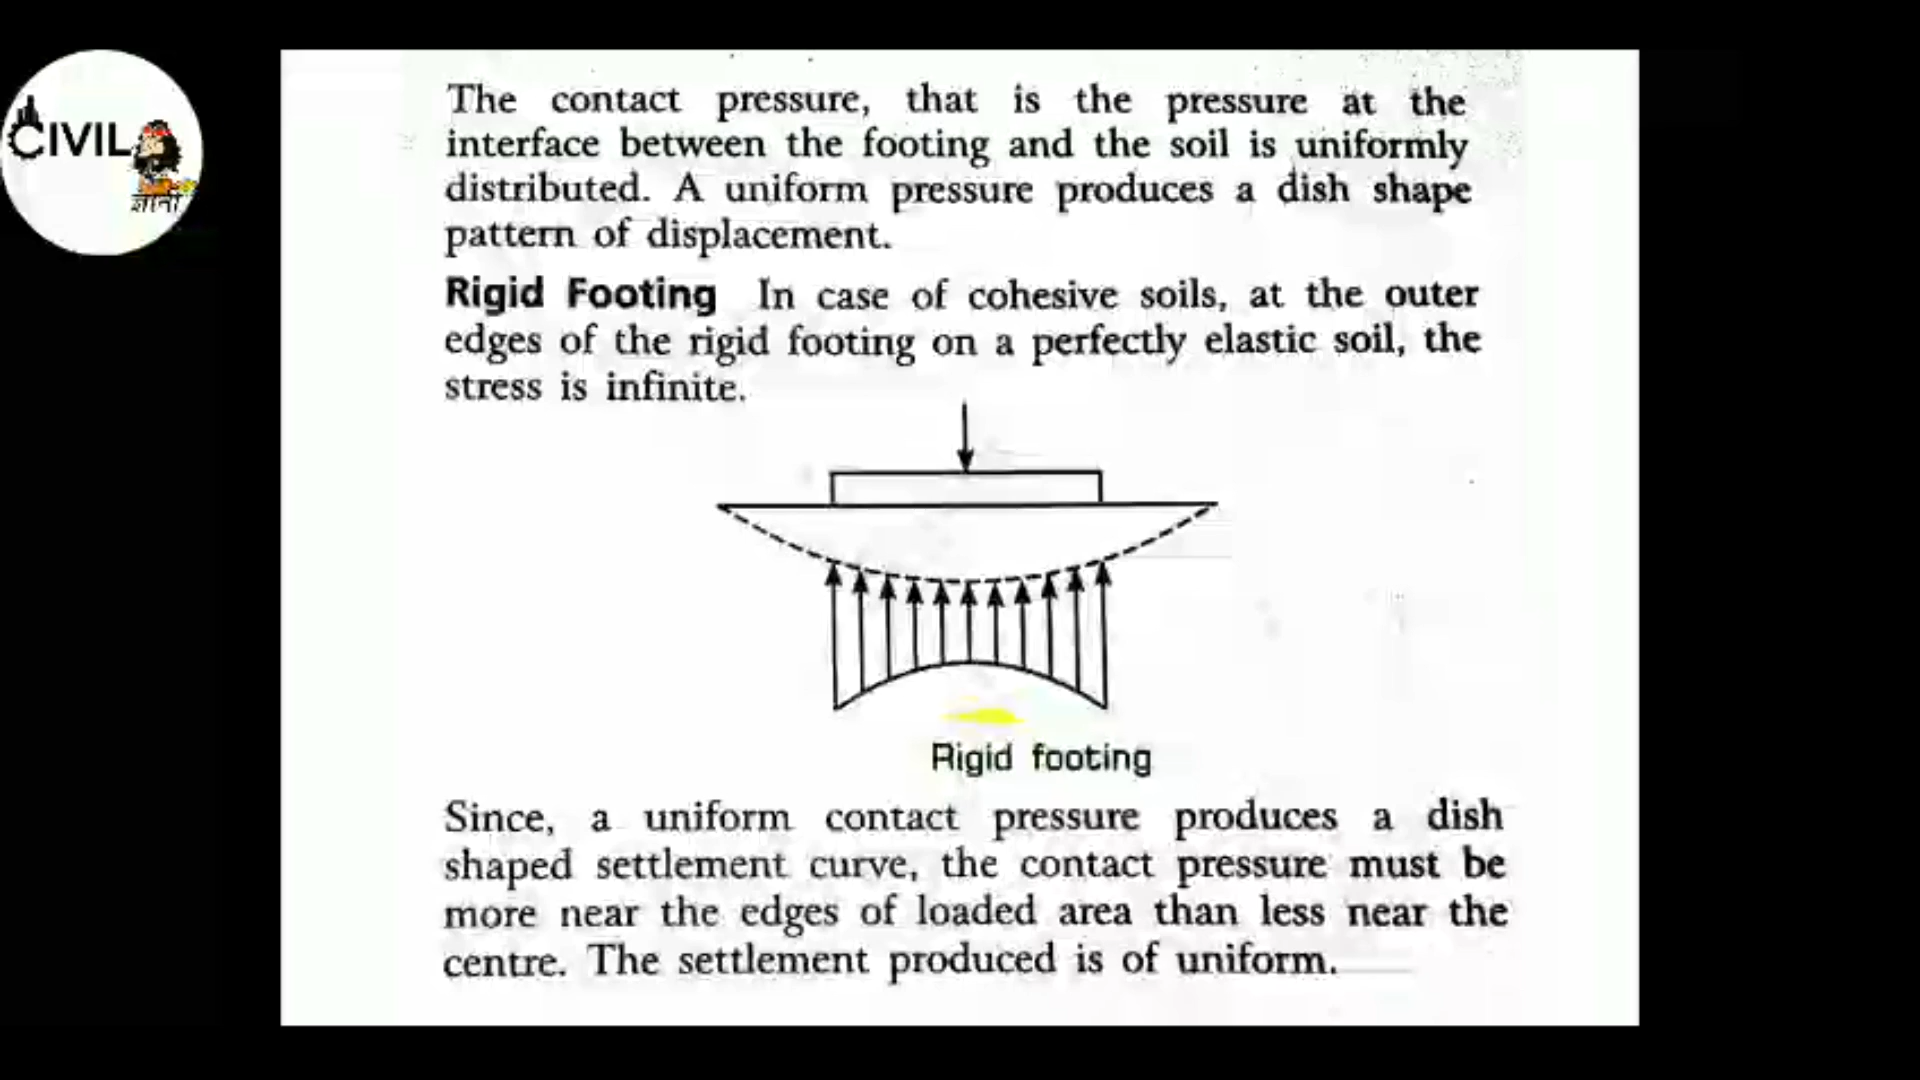 CIVIL
ज्ञानी
The contact pressure, that is the pressure at the
interface between the footing and the soil is uniformly
distributed. A uniform pressure produces a dish shape
pattern of displacement.
Rigid Footing In case of cohesive soils, at the outer
edges of the rigid footing on a perfectly elastic soil, the
stress is infinite.
Rigid footing
Since, a uniform contact pressure produces a dish
shaped settlement curve, the contact pressure must be
more near the edges of loaded area than less near the
centre. The settlement produced is of uniform.